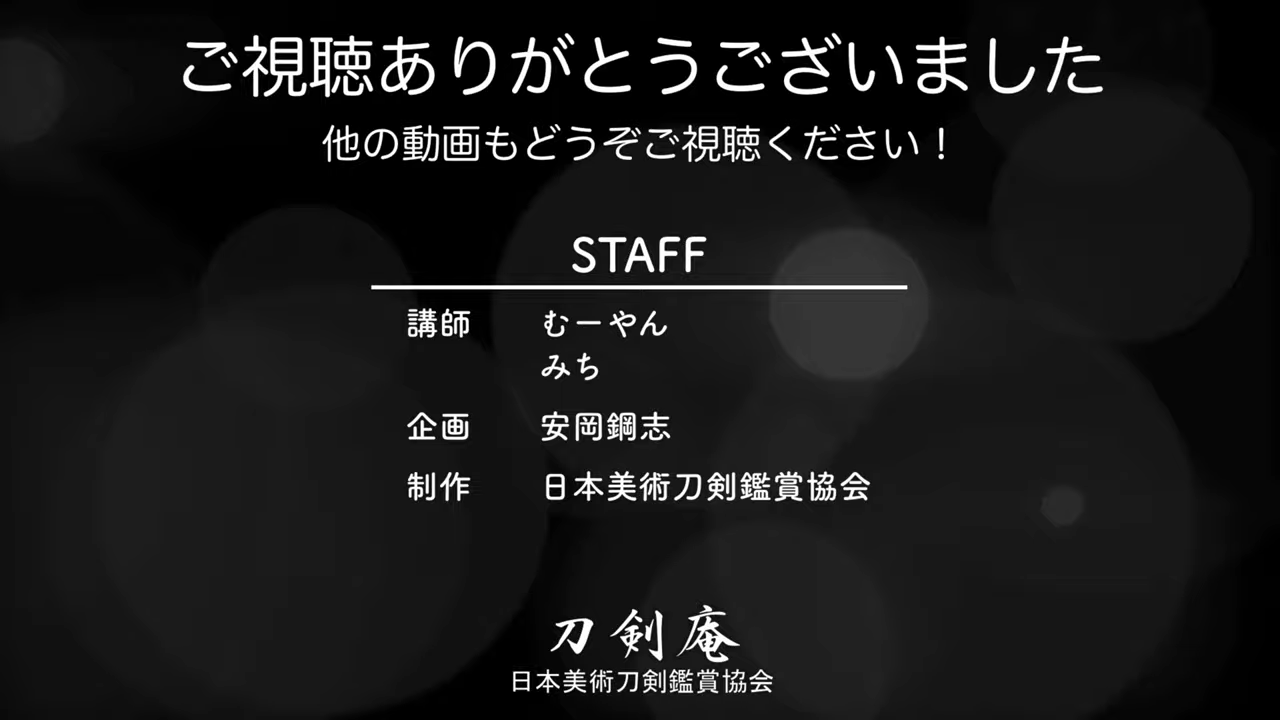 ご視聴ありがとうございました
他の動画もどうぞご視聴ください！
STAFF
講師 むーやん
みち
企画 安岡鋼志
制作 日本美術刀剣鑑賞協会
刀剣庵
日本美術刀剣鑑賞協会